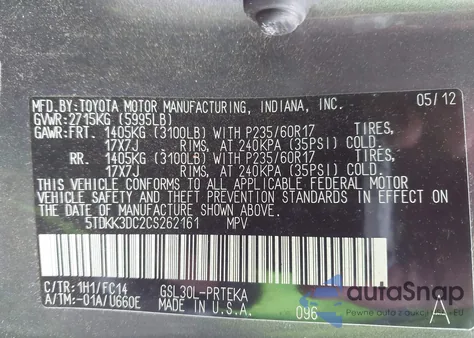 MFD.BY:TOYOTA MOTOR MANUFACTURING, INDIANA, INC. 05/12
GVWR:2715KG (5995LB)
GAWR:FRT. 1405KG (3100LB) WITH P235/60R17 TIRES,
17X7J RIMS, AT 240KPA (35PSI) COLD.
RR. 1405KG (3100LB) WITH P235/60R17 TIRES,
17X7J RIMS, AT 240KPA (35PSI) COLD.
THIS VEHICLE CONFORMS TO ALL APPLICABLE FEDERAL MOTOR
VEHICLE SAFETY AND THEFT PREVENTION STANDARDS IN EFFECT ON
THE DATE OF MANUFACTURE SHOWN ABOVE.
5TDKK3DC2CS262161 MPV
C/TR:1H1/FC14 GSL30L-PRTEKA
A/TM:-01A/U660E MADE IN U.S.A. 096 A
autoSnap